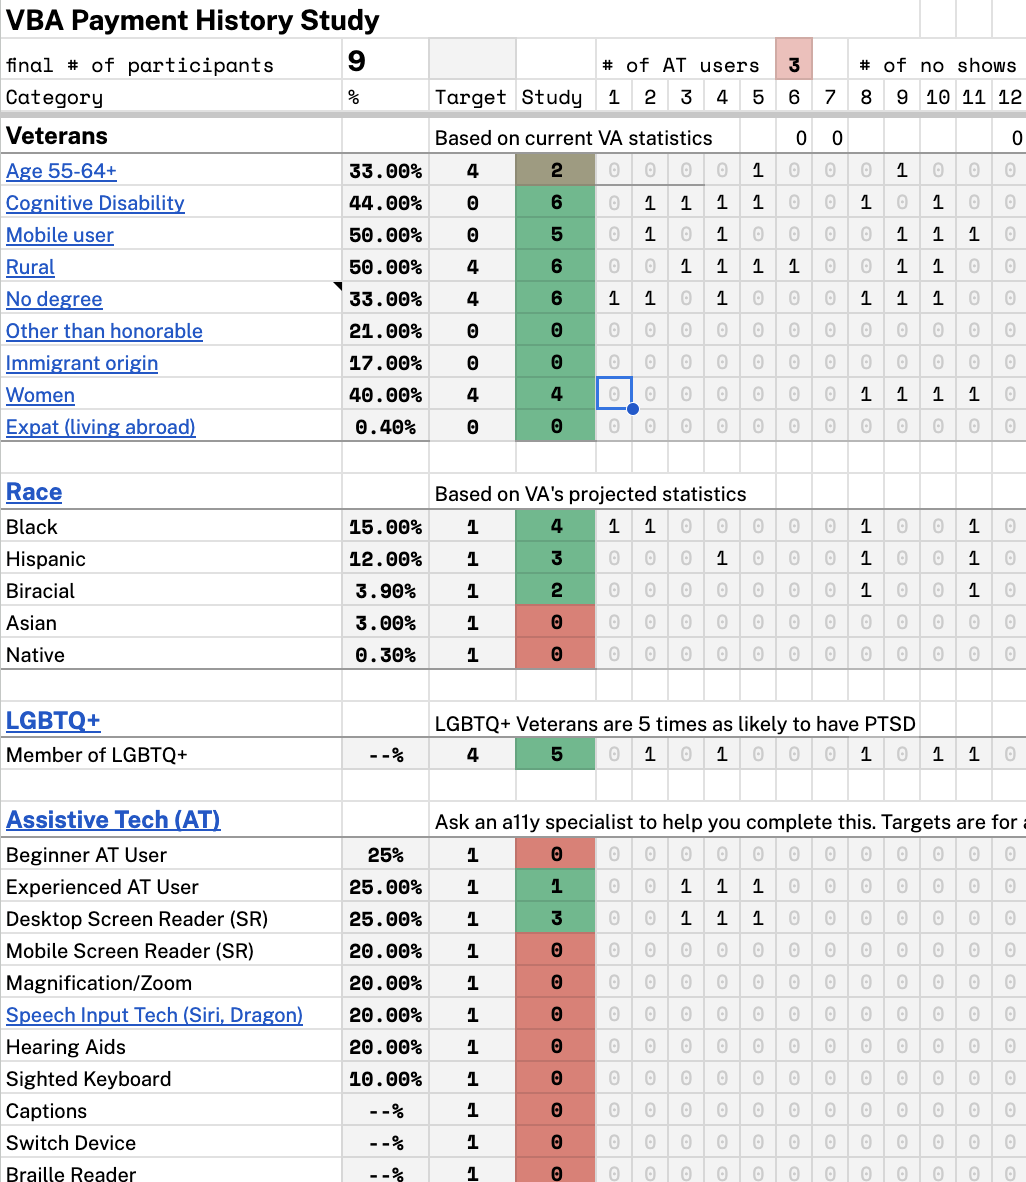 VBA Payment History Study
final # of participants 9 # of AT users 3 # of no shows
Category % Target Study 1 2 3 4 5 6 7 8 9 10 11 12
Veterans Based on current VA statistics 0 0 0
Age 55-64+ 33.00% 4 2 0 0 0 0 1 0 0 0 1 0 0 0
Cognitive Disability 44.00% 0 6 0 1 1 1 1 0 0 1 0 1 0 0
Mobile user 50.00% 0 5 0 1 0 1 0 0 0 0 1 1 1 0
Rural 50.00% 4 6 0 0 1 1 1 1 0 0 1 1 0 0
No degree 33.00% 4 6 1 1 0 1 0 0 0 1 1 1 0 0
Other than honorable 21.00% 0 0 0 0 0 0 0 0 0 0 0 0 0 0
Immigrant origin 17.00% 0 0 0 0 0 0 0 0 0 0 0 0 0 0
Women 40.00% 4 4 0 0 0 0 0 0 0 1 1 1 1 0
Expat (living abroad) 0.40% 0 0 0 0 0 0 0 0 0 0 0 0 0 0
Race Based on VA's projected statistics
Black 15.00% 1 4 1 1 0 0 0 0 0 1 0 0 1 0
Hispanic 12.00% 1 3 0 0 0 1 0 0 0 1 0 0 1 0
Biracial 3.90% 1 2 0 0 0 0 0 0 0 1 0 0 1 0
Asian 3.00% 1 0 0 0 0 0 0 0 0 0 0 0 0 0
Native 0.30% 1 0 0 0 0 0 0 0 0 0 0 0 0 0
LGBTQ+ LGBTQ+ Veterans are 5 times as likely to have PTSD
Member of LGBTQ+ --% 4 5 0 1 0 1 0 0 0 1 0 1 1 0
Assistive Tech (AT) Ask an a11y specialist to help you complete this. Targets are for
Beginner AT User 25% 1 0 0 0 0 0 0 0 0 0 0 0 0 0
Experienced AT User 25.00% 1 1 0 0 1 1 1 0 0 0 0 0 0 0
Desktop Screen Reader (SR) 25.00% 1 3 0 0 1 1 1 0 0 0 0 0 0 0
Mobile Screen Reader (SR) 20.00% 1 0 0 0 0 0 0 0 0 0 0 0 0 0
Magnification/Zoom 20.00% 1 0 0 0 0 0 0 0 0 0 0 0 0 0
Speech Input Tech (Siri, Dragon) 20.00% 1 0 0 0 0 0 0 0 0 0 0 0 0 0
Hearing Aids 20.00% 1 0 0 0 0 0 0 0 0 0 0 0 0 0
Sighted Keyboard 10.00% 1 0 0 0 0 0 0 0 0 0 0 0 0 0
Captions --% 1 0 0 0 0 0 0 0 0 0 0 0 0 0
Switch Device --% 1 0 0 0 0 0 0 0 0 0 0 0 0 0
Braille Reader --% 1 0 0 0 0 0 0 0 0 0 0 0 0 0